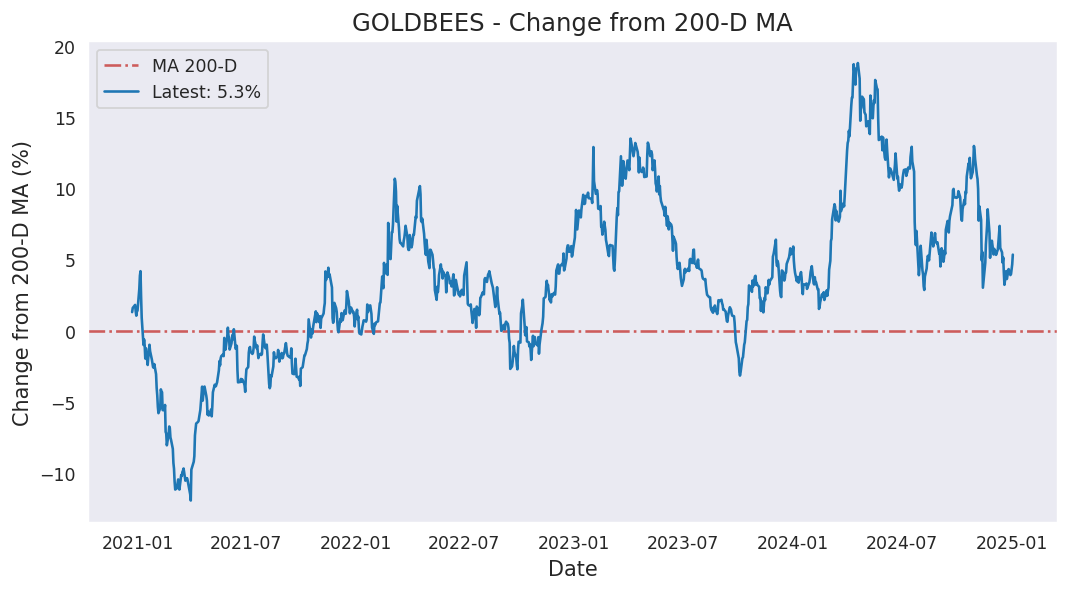 GOLDBEES - Change from 200-D MA
MA 200-D
Latest: 5.3%
Change from 200-D MA (%)
20
15
10
5
0
−5
−10
2021-01 2021-07 2022-01 2022-07 2023-01 2023-07 2024-01 2024-07 2025-01
Date